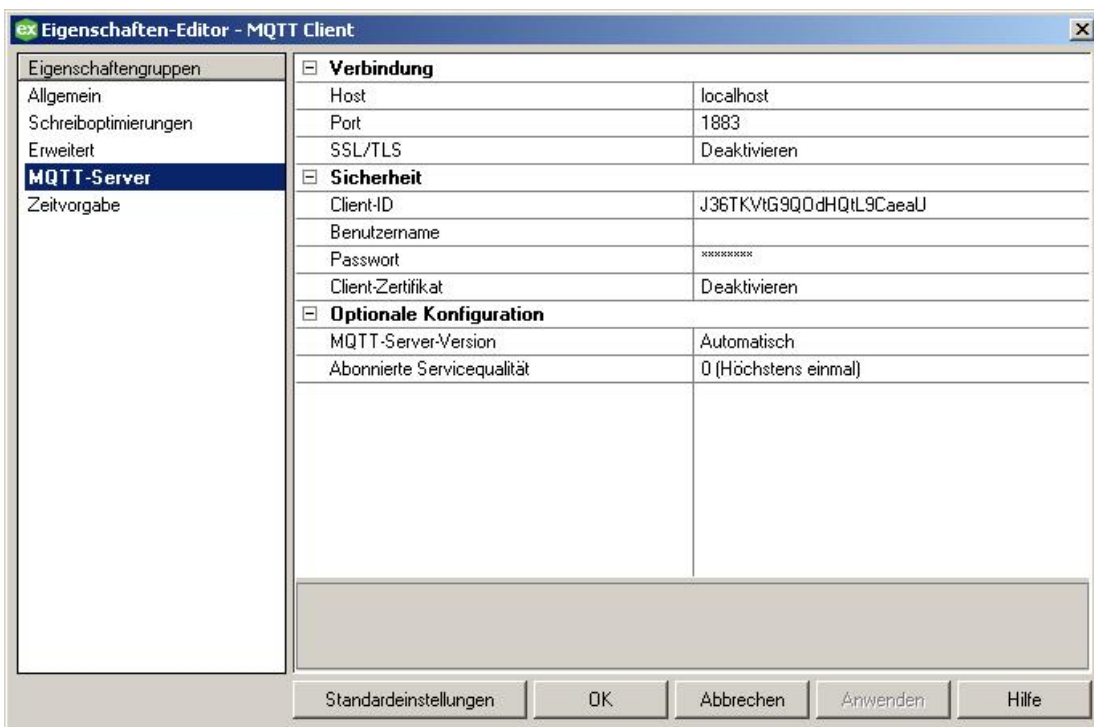 ex Eigenschaften-Editor - MQTT Client
Eigenschaftengruppen
Allgemein
Schreiboptimierungen
Erweitert
MQTT-Server
Zeitvorgabe
Verbindung
Host localhost
Port 1883
SSL/TLS Deaktivieren
Sicherheit
Client-ID J36TKVtG9QOdHQtL9CaeaU
Benutzername
Passwort ********
Client-Zertifikat Deaktivieren
Optionale Konfiguration
MQTT-Server-Version Automatisch
Abonnierte Servicequalität 0 (Höchstens einmal)
Standardeinstellungen OK Abbrechen Anwenden Hilfe